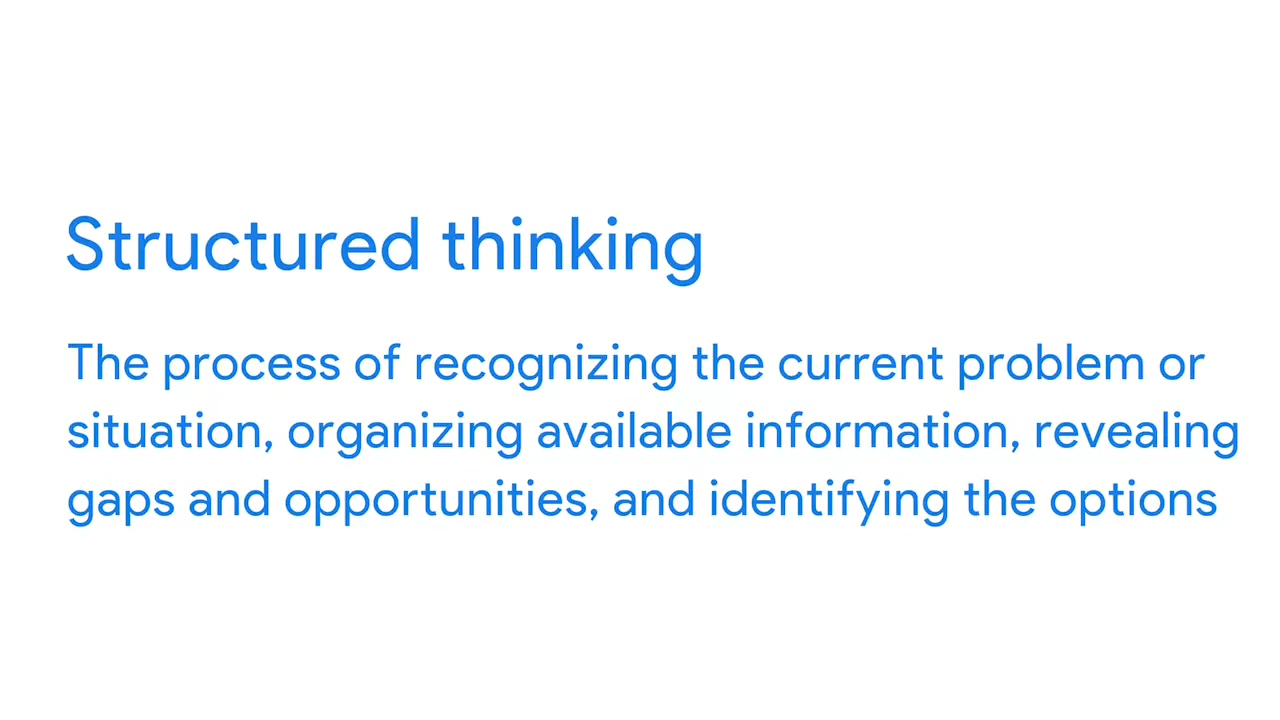 Structured thinking
The process of recognizing the current problem or
situation, organizing available information, revealing
gaps and opportunities, and identifying the options